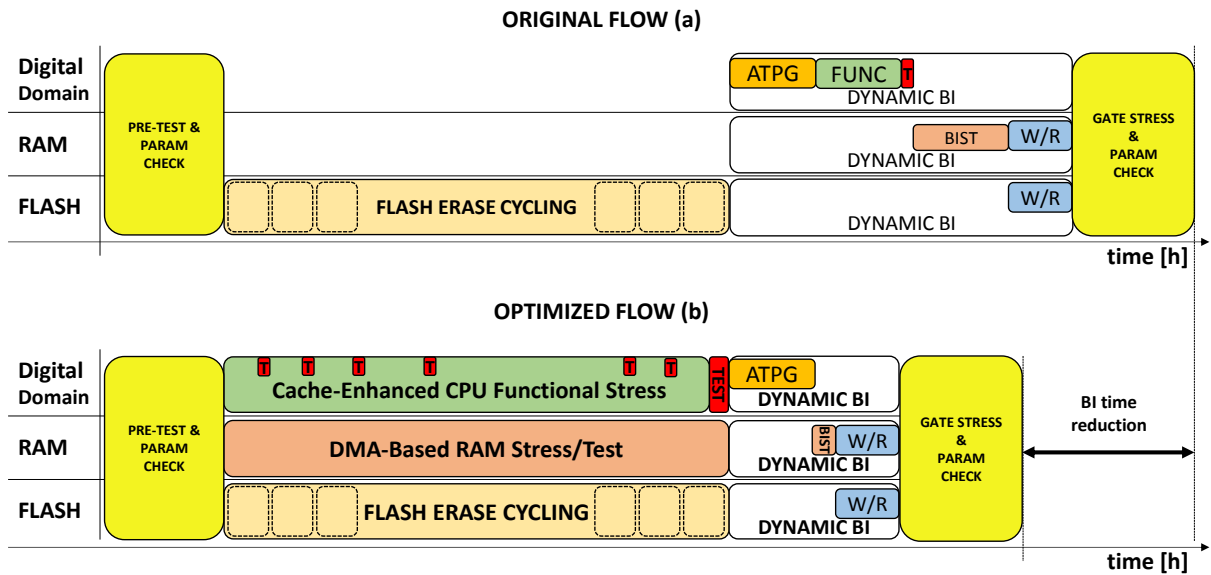 ORIGINAL FLOW (a)
Digital
Domain
RAM
FLASH
PRE-TEST &
PARAM
CHECK
ATPG
FUNC
T
DYNAMIC BI
BIST
W/R
DYNAMIC BI
FLASH ERASE CYCLING
W/R
DYNAMIC BI
GATE STRESS
&
PARAM
CHECK
time [h]
OPTIMIZED FLOW (b)
Digital
Domain
RAM
FLASH
PRE-TEST &
PARAM
CHECK
T
T
T
T
T
T
Cache-Enhanced CPU Functional Stress
TEST
ATPG
DYNAMIC BI
DMA-Based RAM Stress/Test
BIST
W/R
DYNAMIC BI
FLASH ERASE CYCLING
W/R
DYNAMIC BI
GATE STRESS
&
PARAM
CHECK
BI time
reduction
time [h]